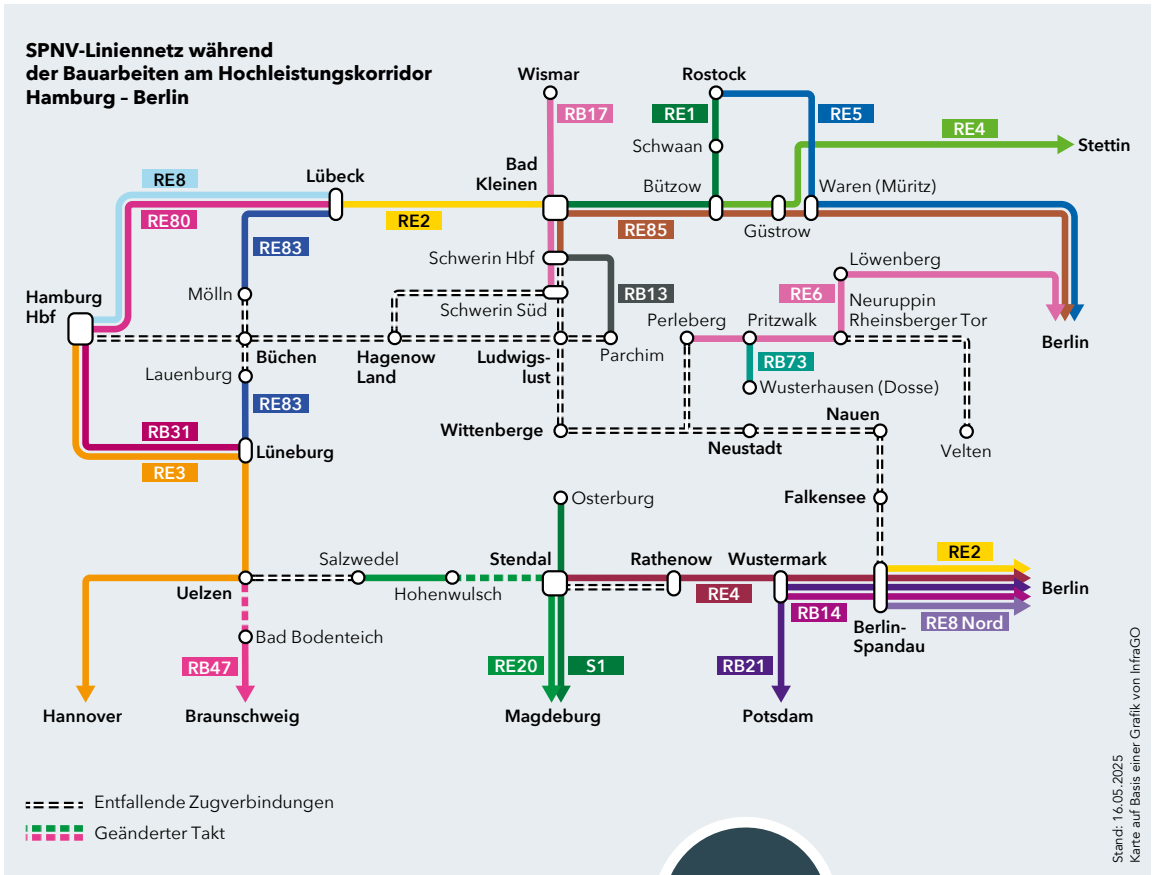 SPNV-Liniennetz während
der Bauarbeiten am Hochleistungskorridor
Hamburg – Berlin
Wismar
Rostock
RB17
RE1
RE5
RE4
Stettin
Schwaan
Bad
Kleinen
RE8
Lübeck
Bützow
Waren (Müritz)
RE80
RE2
RE85
Güstrow
RE83
Schwerin Hbf
Löwenberg
Mölln
RB13
RE6
Hamburg
Hbf
Schwerin Süd
Neuruppin
Rheinsberger Tor
Perleberg
Pritzwalk
Berlin
Büchen
Hagenow
Land
Ludwigs-
lust
Parchim
RB73
Lauenburg
Wusterhausen (Dosse)
RE83
Nauen
RB31
Wittenberge
Lüneburg
Neustadt
Velten
RE3
Osterburg
Falkensee
Salzwedel
Stendal
Rathenow
Wustermark
RE2
Uelzen
Hohenwulsch
RE4
Berlin
RB14
RE8 Nord
Berlin-
Spandau
Bad Bodenteich
RB47
RE20
S1
RB21
Hannover
Braunschweig
Magdeburg
Potsdam
Entfallende Zugverbindungen
Geänderter Takt
Stand: 16.05.2025
Karte auf Basis einer Grafik von InfraGO